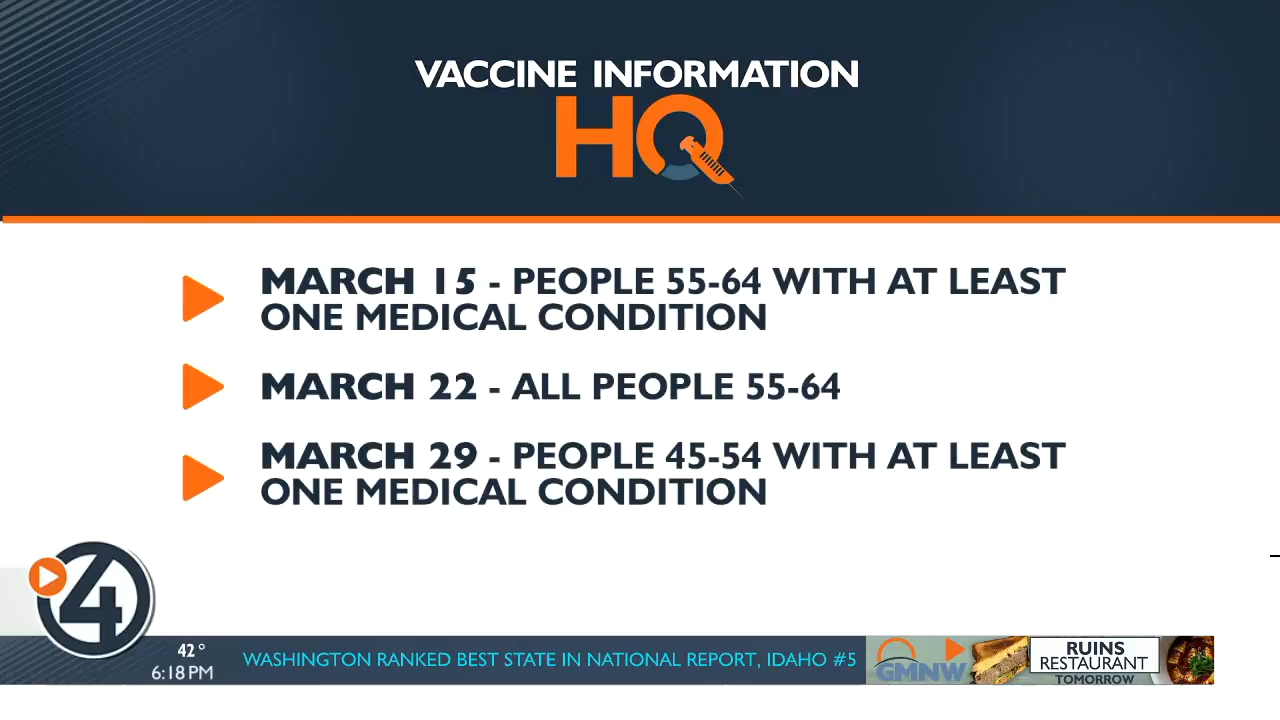 VACCINE INFORMATION
HQ
MARCH 15 - PEOPLE 55-64 WITH AT LEAST
ONE MEDICAL CONDITION
MARCH 22 - ALL PEOPLE 55-64
MARCH 29 - PEOPLE 45-54 WITH AT LEAST
ONE MEDICAL CONDITION
4
42°
6:18 PM
WASHINGTON RANKED BEST STATE IN NATIONAL REPORT, IDAHO #5
GMNW
RUINS
RESTAURANT
TOMORROW